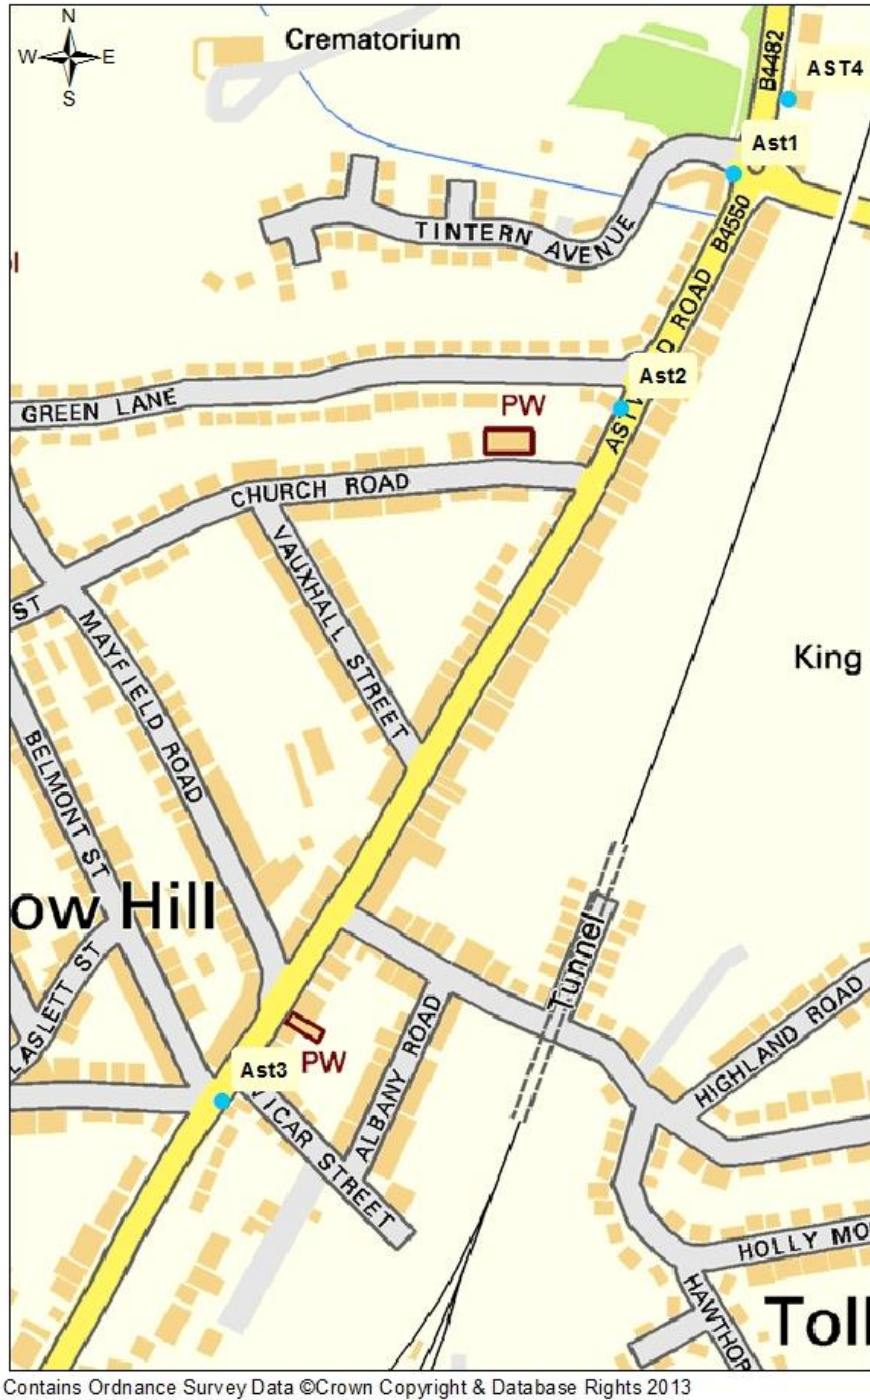 N
W E
S
Crematorium
B4482
AST4
Ast1
TINTERN AVENUE
B4550
ROAD
Ast2
GREEN LANE
PW
CHURCH ROAD
VAUXHALL STREET
ST
MAYFIELD ROAD
King
BELMONT ST
ow Hill
Tunnel
LASLETT ST
ALBANY ROAD
HIGHLAND ROAD
PW
Ast3
VICAR STREET
HOLLY MO
HAWTHOR
Toll
Contains Ordnance Survey Data ©Crown Copyright & Database Rights 2013